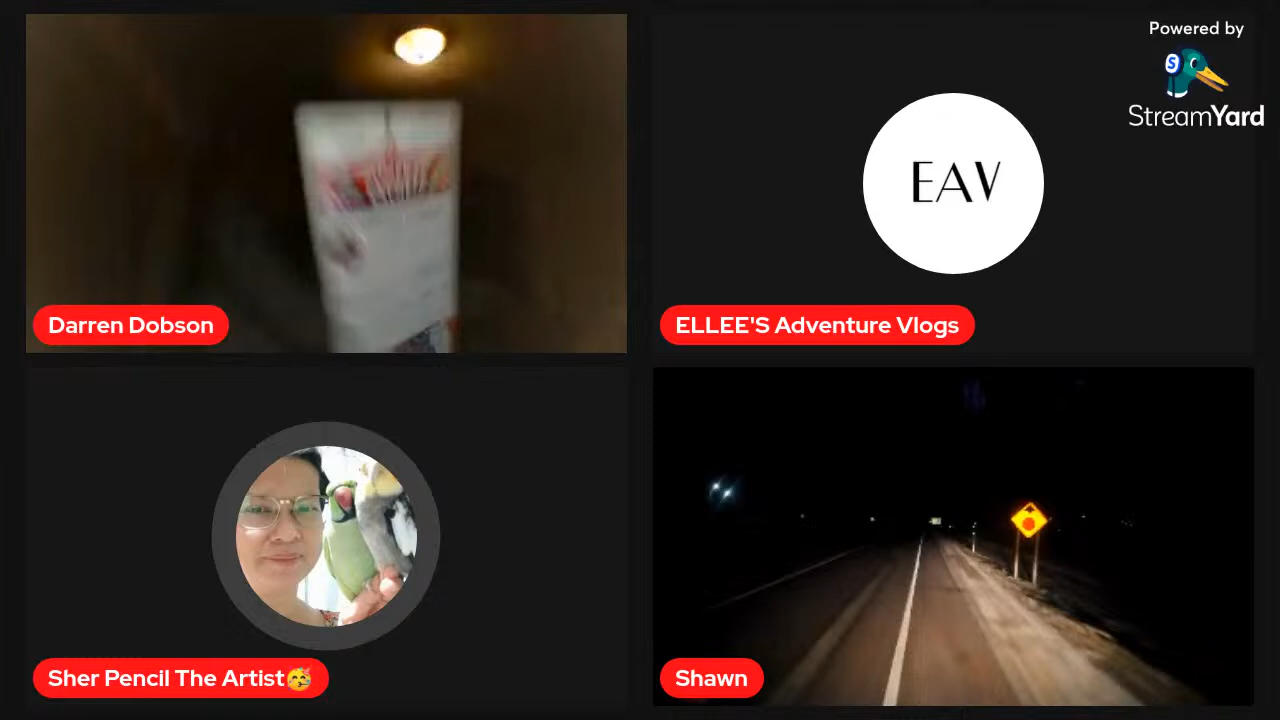 Powered by
S
StreamYard
EAV
Darren Dobson
ELLEE'S Adventure Vlogs
Sher Pencil The Artist🥳
Shawn